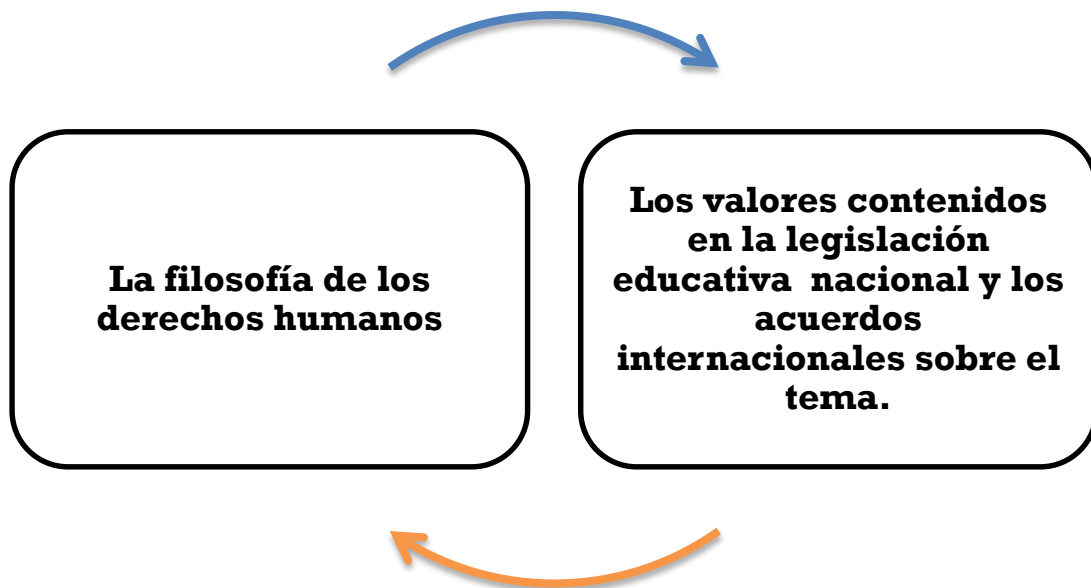 La filosofía de los
derechos humanos
Los valores contenidos
en la legislación
educativa  nacional y los
acuerdos
internacionales sobre el
tema.